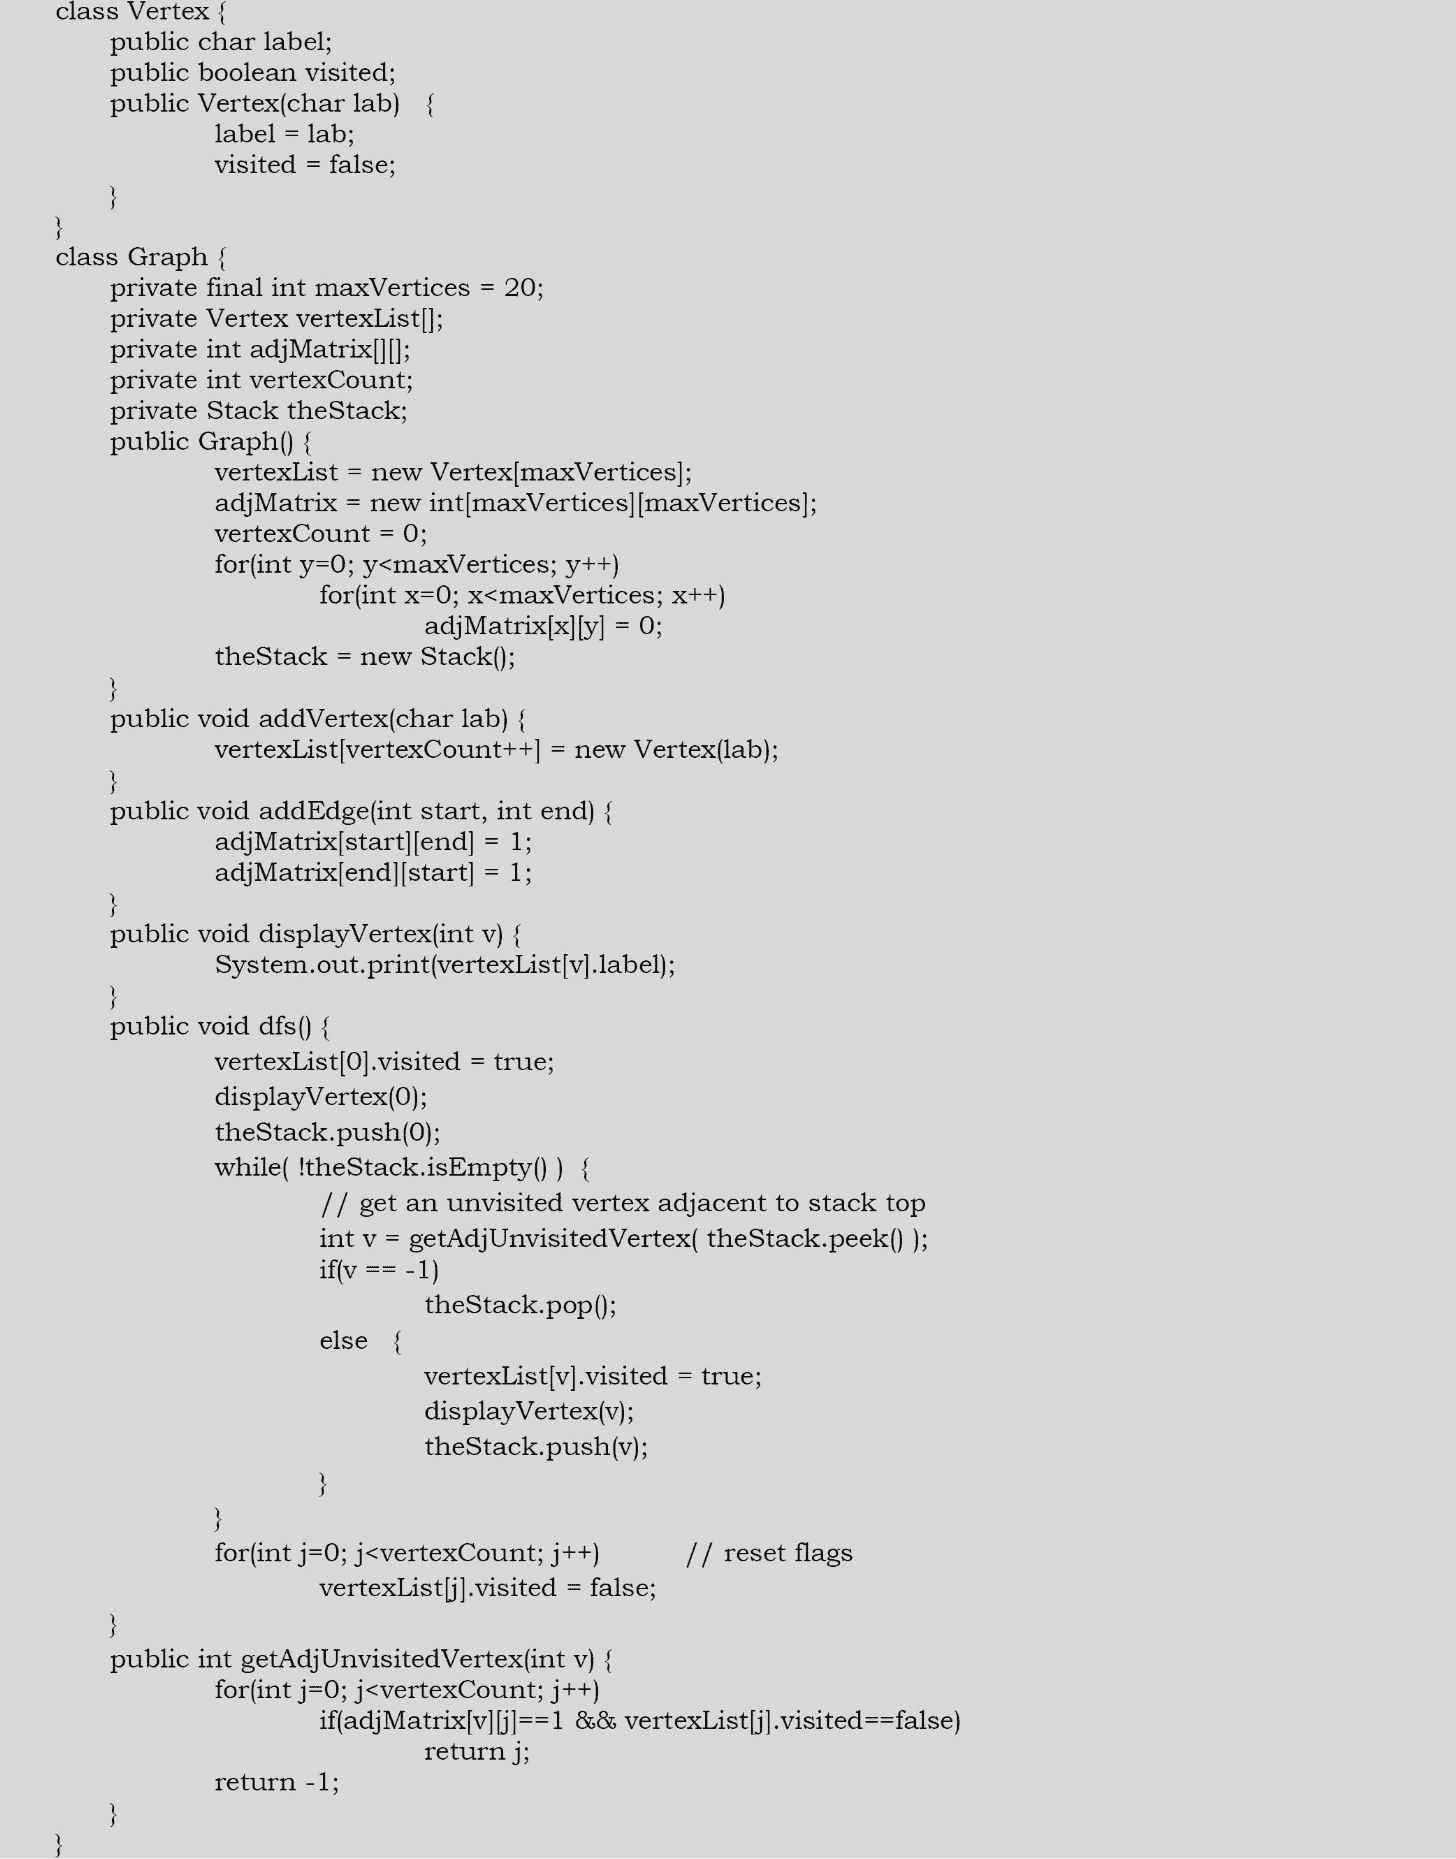 class Vertex {
public char label;
public boolean visited;
public Vertex(char lab) {
label = lab;
visited = false;
}
}
class Graph {
private final int maxVertices = 20;
private Vertex vertexList[];
private int adjMatrix[][];
private int vertexCount;
private Stack theStack;
public Graph() {
vertexList = new Vertex[maxVertices];
adjMatrix = new int[maxVertices][maxVertices];
vertexCount = 0;
for(int y=0; y<maxVertices; y++)
for(int x=0; x<maxVertices; x++)
adjMatrix[x][y] = 0;
theStack = new Stack();
}
public void addVertex(char lab) {
vertexList[vertexCount++] = new Vertex(lab);
}
public void addEdge(int start, int end) {
adjMatrix[start][end] = 1;
adjMatrix[end][start] = 1;
}
public void displayVertex(int v) {
System.out.print(vertexList[v].label);
}
public void dfs() {
vertexList[0].visited = true;
displayVertex(0);
theStack.push(0);
while( !theStack.isEmpty() ) {
// get an unvisited vertex adjacent to stack top
int v = getAdjUnvisitedVertex( theStack.peek() );
if(v == -1)
theStack.pop();
else {
vertexList[v].visited = true;
displayVertex(v);
theStack.push(v);
}
}
for(int j=0; j<vertexCount; j++) // reset flags
vertexList[j].visited = false;
}
public int getAdjUnvisitedVertex(int v) {
for(int j=0; j<vertexCount; j++)
if(adjMatrix[v][j]==1 && vertexList[j].visited==false)
return j;
return -1;
}
}